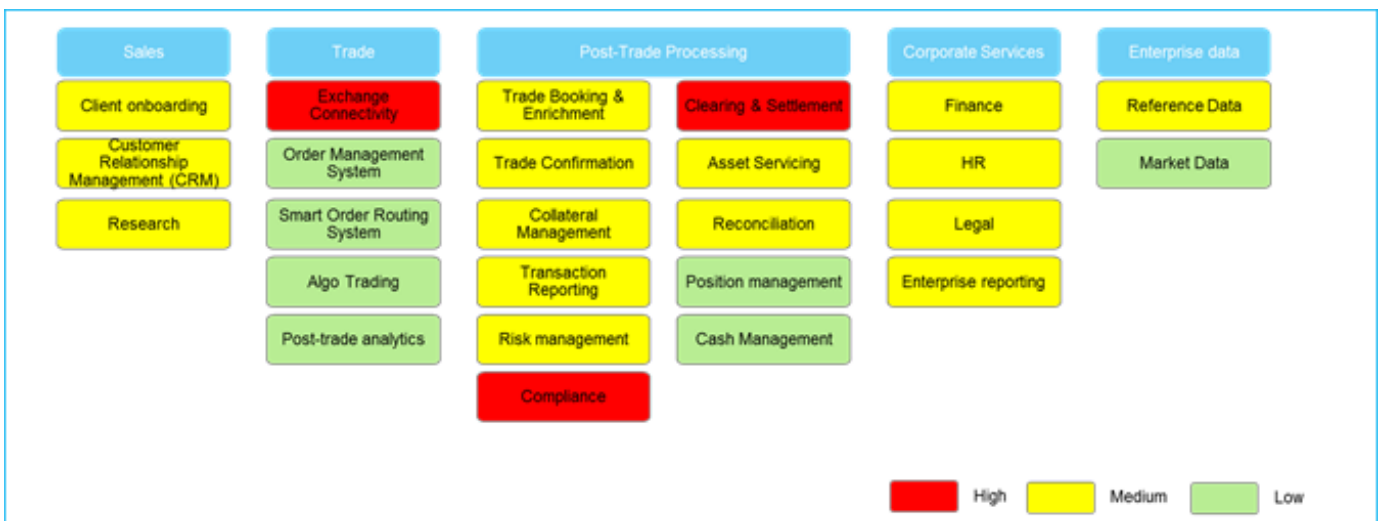 Sales
Trade
Post-Trade Processing
Corporate Services
Enterprise data
Client onboarding
Customer
Relationship
Management (CRM)
Research
Exchange
Connectivity
Order Management
System
Smart Order Routing
System
Algo Trading
Post-trade analytics
Trade Booking &
Enrichment
Trade Confirmation
Collateral
Management
Transaction
Reporting
Risk management
Compliance
Clearing & Settlement
Asset Servicing
Reconciliation
Position management
Cash Management
Finance
HR
Legal
Enterprise reporting
Reference Data
Market Data
High
Medium
Low